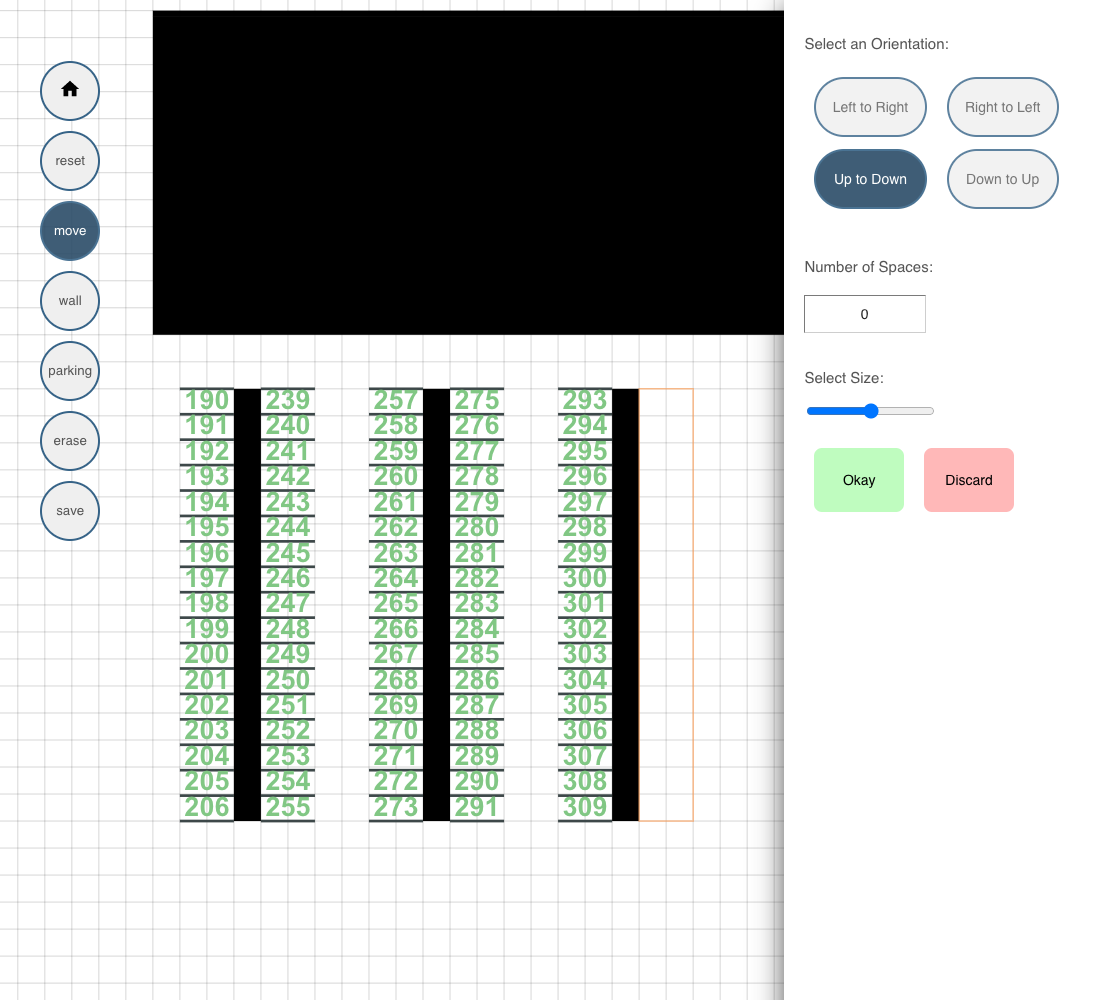 reset
move
wall
parking
erase
save
190 239 257 275 293
191 240 258 276 294
192 241 259 277 295
193 242 260 278 296
194 243 261 279 297
195 244 262 280 298
196 245 263 281 299
197 246 264 282 300
198 247 265 283 301
199 248 266 284 302
200 249 267 285 303
201 250 268 286 304
202 251 269 287 305
203 252 270 288 306
204 253 271 289 307
205 254 272 290 308
206 255 273 291 309
Select an Orientation:
Left to Right Right to Left
Up to Down Down to Up
Number of Spaces:
0
Select Size:
Okay Discard